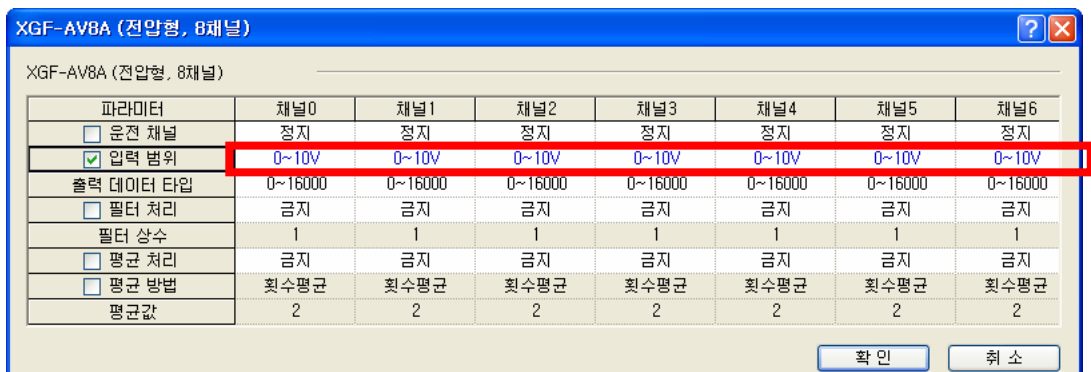 XGF-AV8A (전압형, 8채널)
XGF-AV8A (전압형, 8채널)
파라미터 채널0 채널1 채널2 채널3 채널4 채널5 채널6
운전 채널 정지 정지 정지 정지 정지 정지 정지
입력 범위 0~10V 0~10V 0~10V 0~10V 0~10V 0~10V 0~10V
출력 데이터 타입 0~16000 0~16000 0~16000 0~16000 0~16000 0~16000 0~16000
필터 처리 금지 금지 금지 금지 금지 금지 금지
필터 상수 1 1 1 1 1 1 1
평균 처리 금지 금지 금지 금지 금지 금지 금지
평균 방법 횟수평균 횟수평균 횟수평균 횟수평균 횟수평균 횟수평균 횟수평균
평균값 2 2 2 2 2 2 2
확인 취소